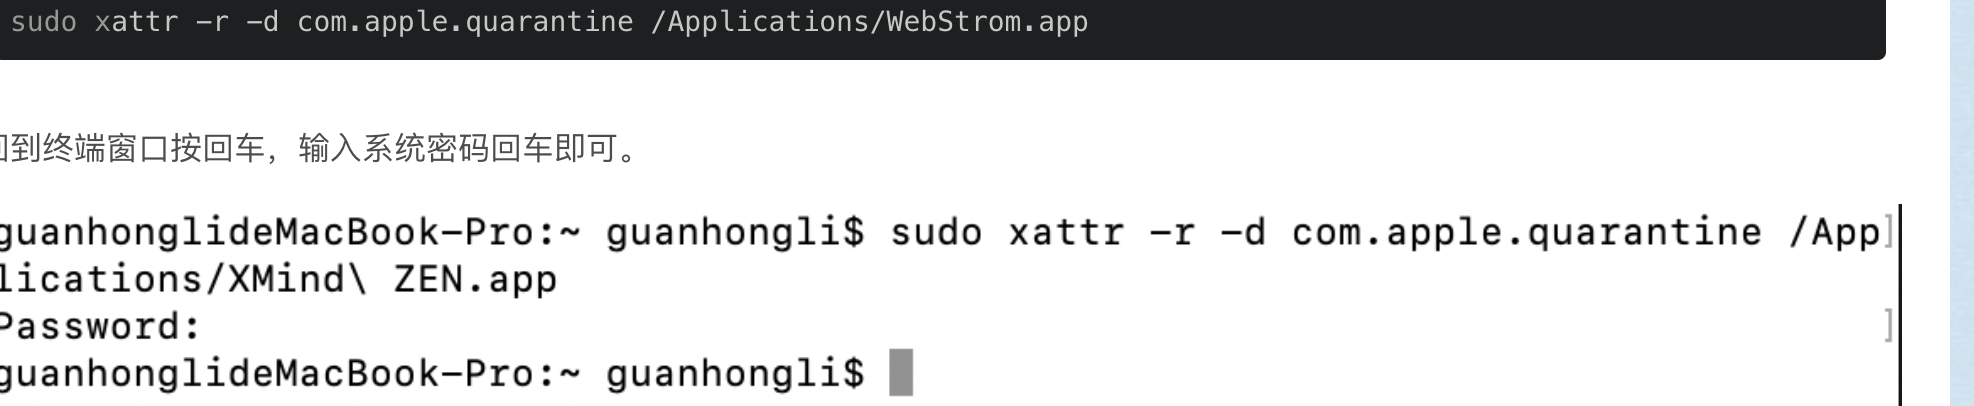 sudo xattr -r -d com.apple.quarantine /Applications/WebStrom.app
回到终端窗口按回车，输入系统密码回车即可。
guanhonglideMacBook-Pro:~ guanhongli$ sudo xattr -r -d com.apple.quarantine /App]
lications/XMind\ ZEN.app
Password: ]
guanhonglideMacBook-Pro:~ guanhongli$